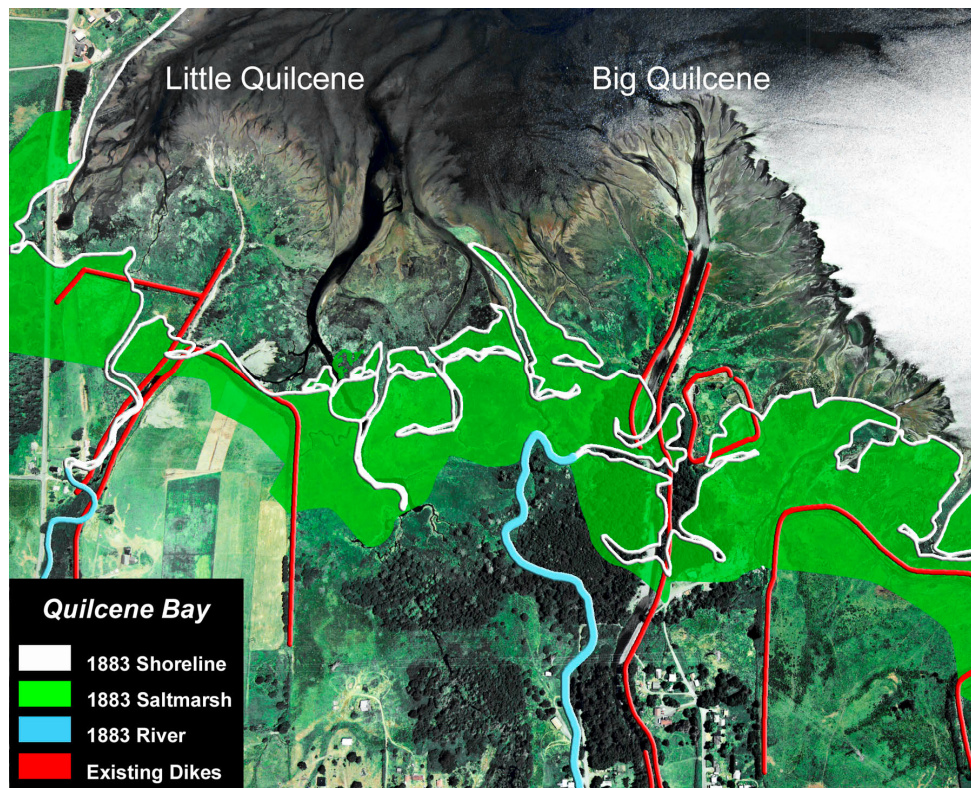 Little Quilcene
Big Quilcene
Quilcene Bay
1883 Shoreline
1883 Saltmarsh
1883 River
Existing Dikes